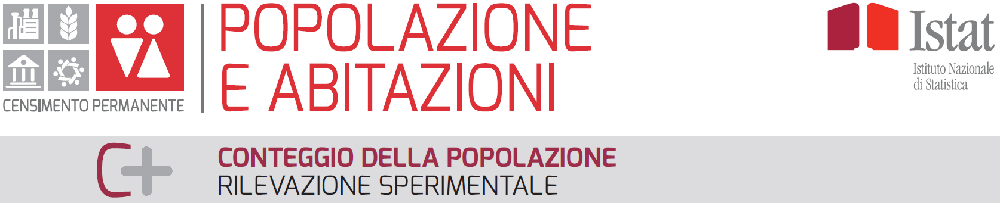 POPOLAZIONE
E ABITAZIONI
CENSIMENTO PERMANENTE
Istat
Istituto Nazionale
di Statistica
C+
CONTEGGIO DELLA POPOLAZIONE
RILEVAZIONE SPERIMENTALE